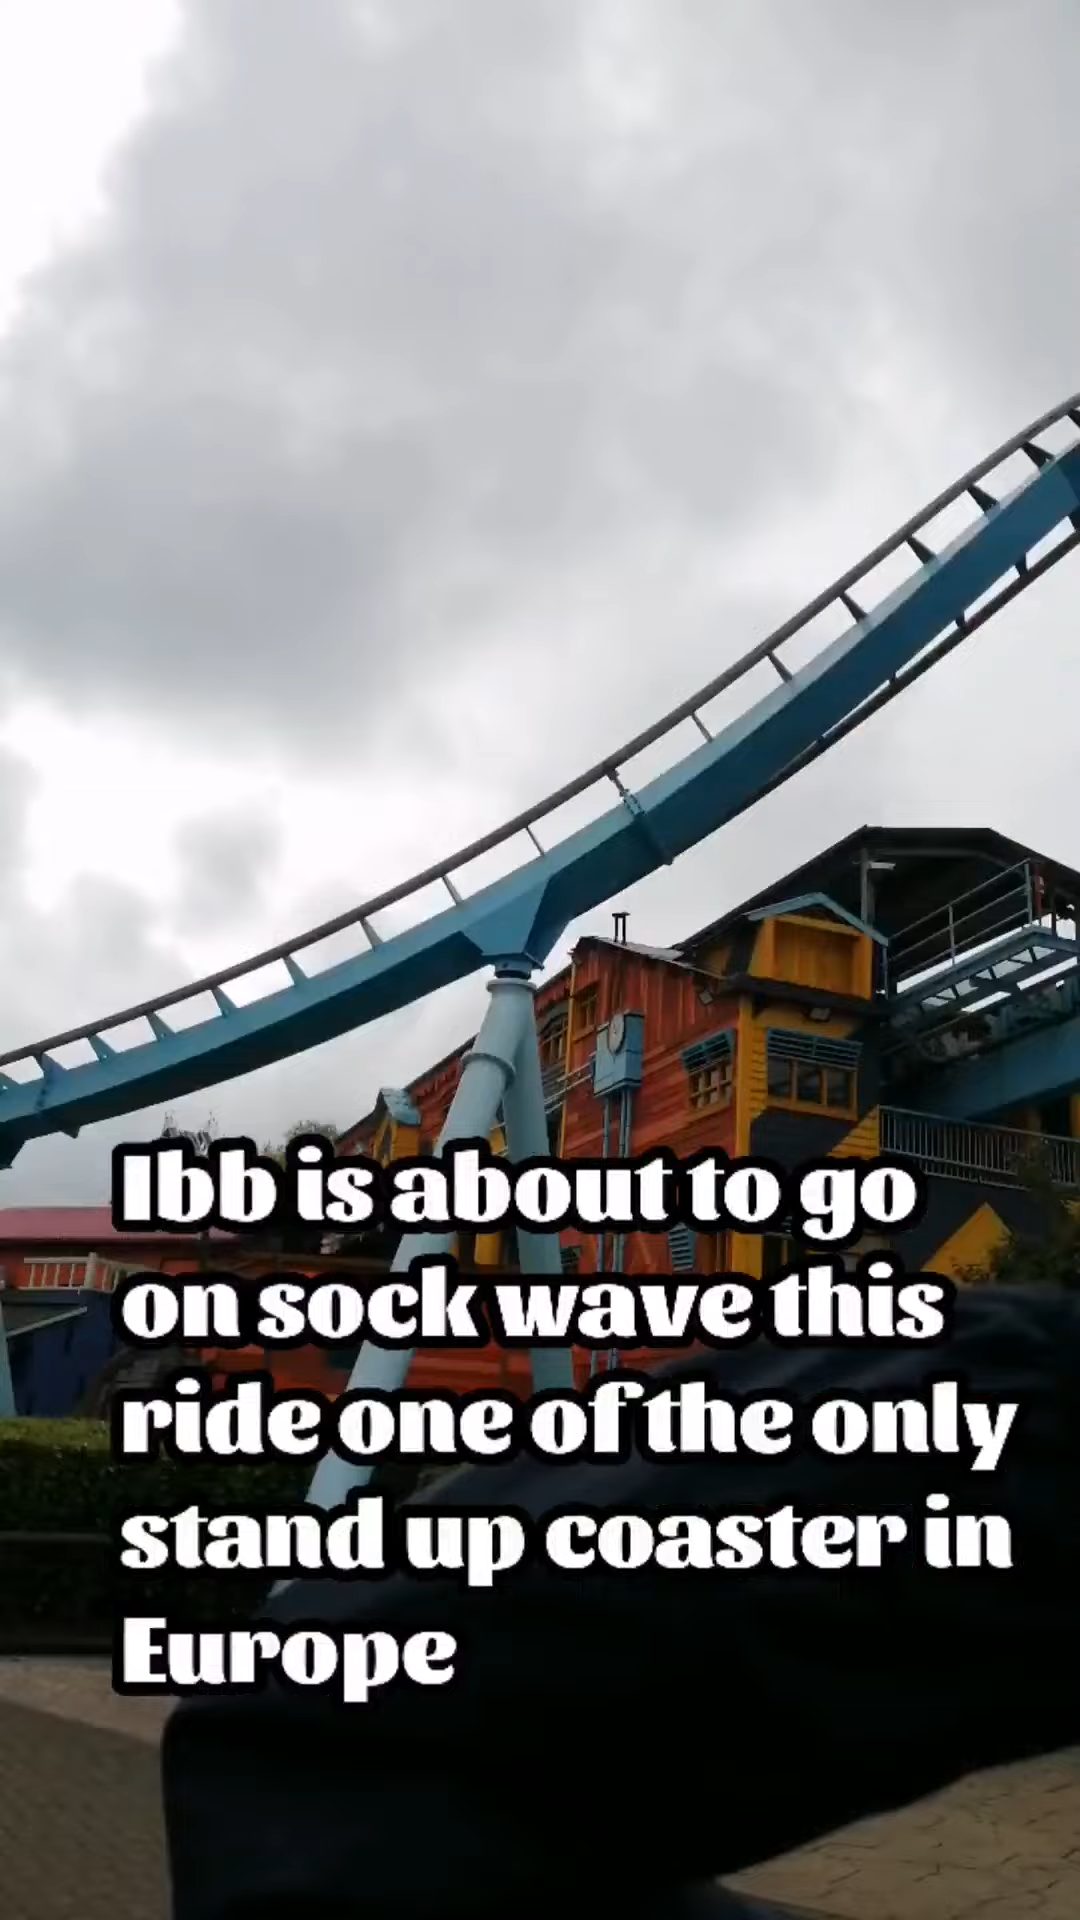 Ibb is about to go
on sock wave this
ride one of the only
stand up coaster in
Europe